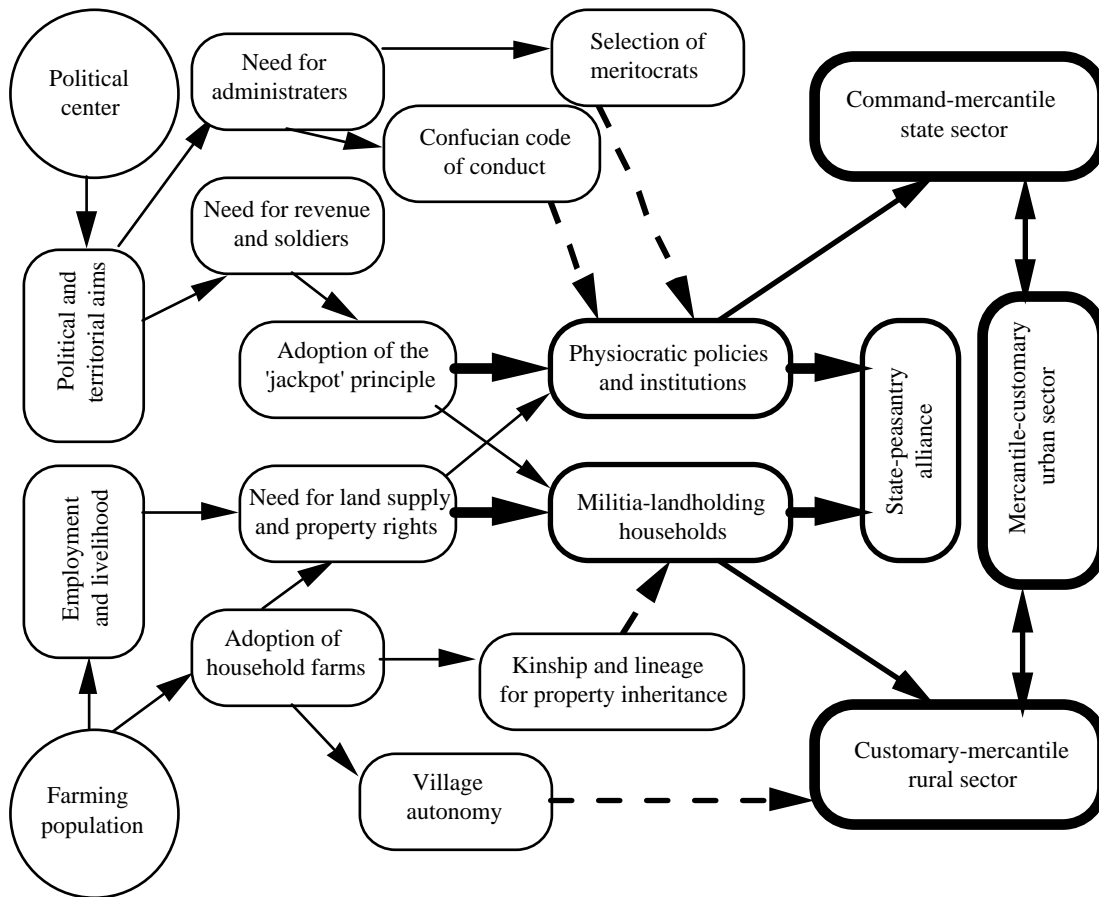 Political
center
Need for
administraters
Selection of
meritocrats
Command-mercantile
state sector
Confucian code
of conduct
Need for revenue
and soldiers
Political and
territorial aims
Adoption of the
'jackpot' principle
Physiocratic policies
and institutions
State-peasantry
alliance
Mercantile-customary
urban sector
Employment
and livelihood
Need for land supply
and property rights
Militia-landholding
households
Adoption of
household farms
Kinship and lineage
for property inheritance
Farming
population
Village
autonomy
Customary-mercantile
rural sector